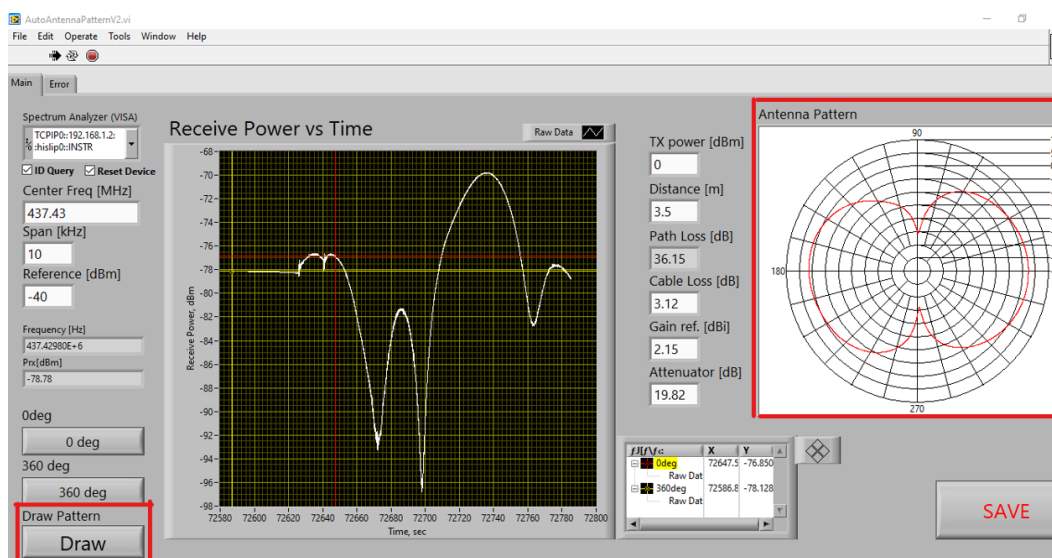 AutoAntennaPatternV2.vi
File Edit Operate Tools Window Help
Main Error
Spectrum Analyzer (VISA)
TCPIP0::192.168.1.2:
:hislip0::INSTR
ID Query Reset Device
Center Freq [MHz]
437.43
Span [kHz]
10
Reference [dBm]
-40
Frequency [Hz]
437.42980E+6
Prx[dBm]
-78.78
0deg
0 deg
360 deg
360 deg
Draw Pattern
Draw
Receive Power vs Time
Raw Data
Receive Power, dBm
-68
-70
-72
-74
-76
-78
-80
-82
-84
-86
-88
-90
-92
-94
-96
-98
72580 72600 72620 72640 72660 72680 72700 72720 72740 72760 72780 72800
Time, sec
TX power [dBm]
0
Distance [m]
3.5
Path Loss [dB]
36.15
Cable Loss [dB]
3.12
Gain ref. [dBi]
2.15
Attenuator [dB]
19.82
X Y
0deg 72647.5 -76.850
Raw Dat
360deg 72586.8 -78.128
Raw Dat
Antenna Pattern
90
180
270
SAVE